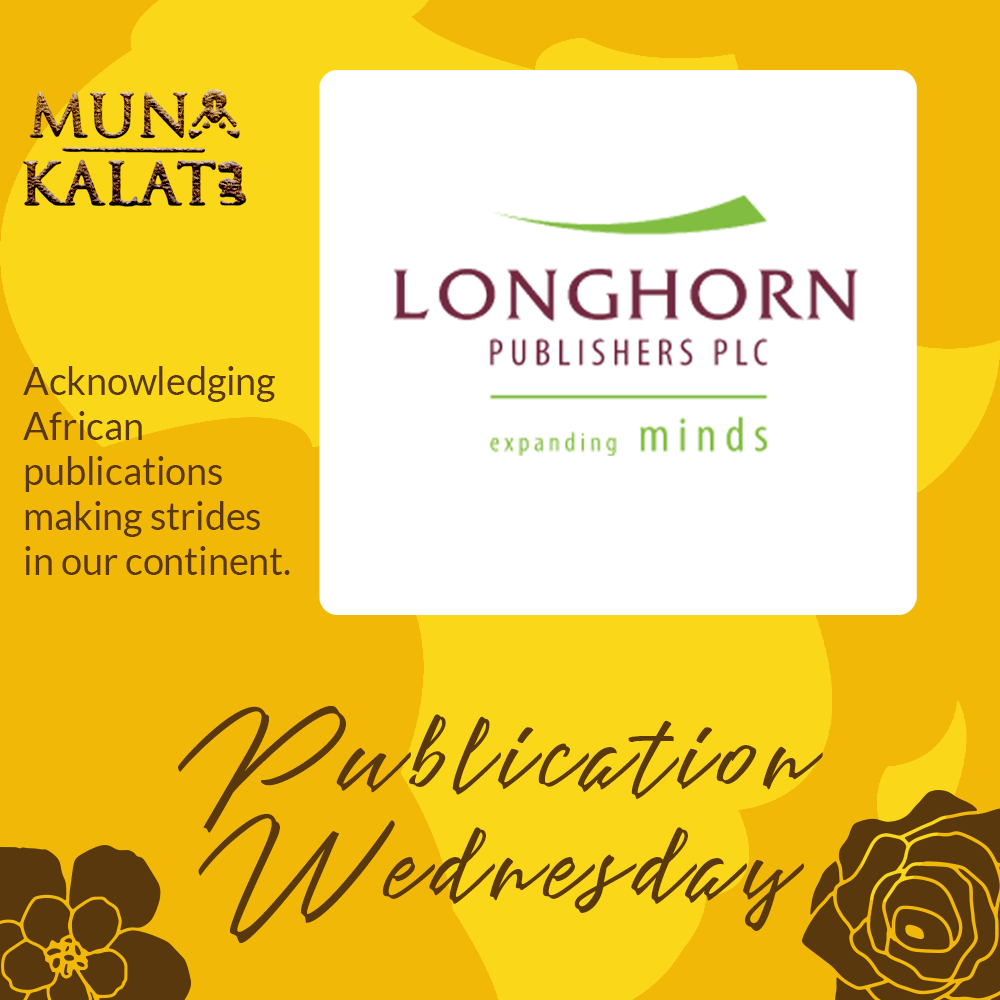 MUNA
KALATI
LONGHORN
PUBLISHERS PLC
expanding minds
Acknowledging
African
publications
making strides
in our continent.
Publication
Wednesday